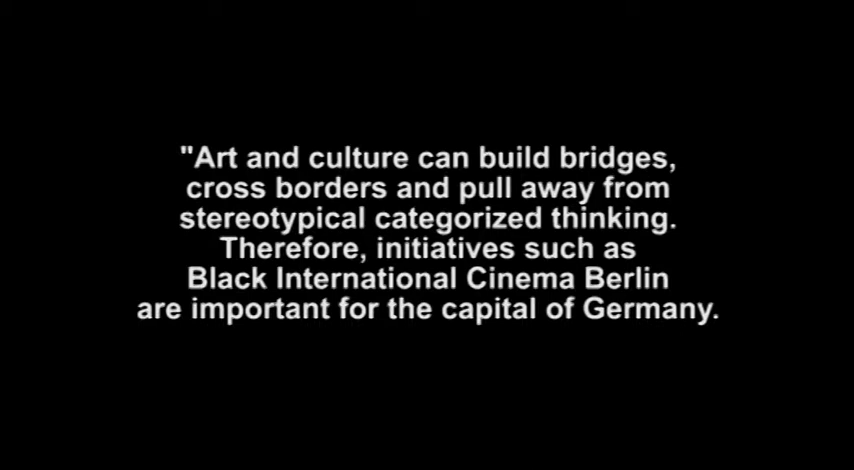 "Art and culture can build bridges,
cross borders and pull away from
stereotypical categorized thinking.
Therefore, initiatives such as
Black International Cinema Berlin
are important for the capital of Germany.